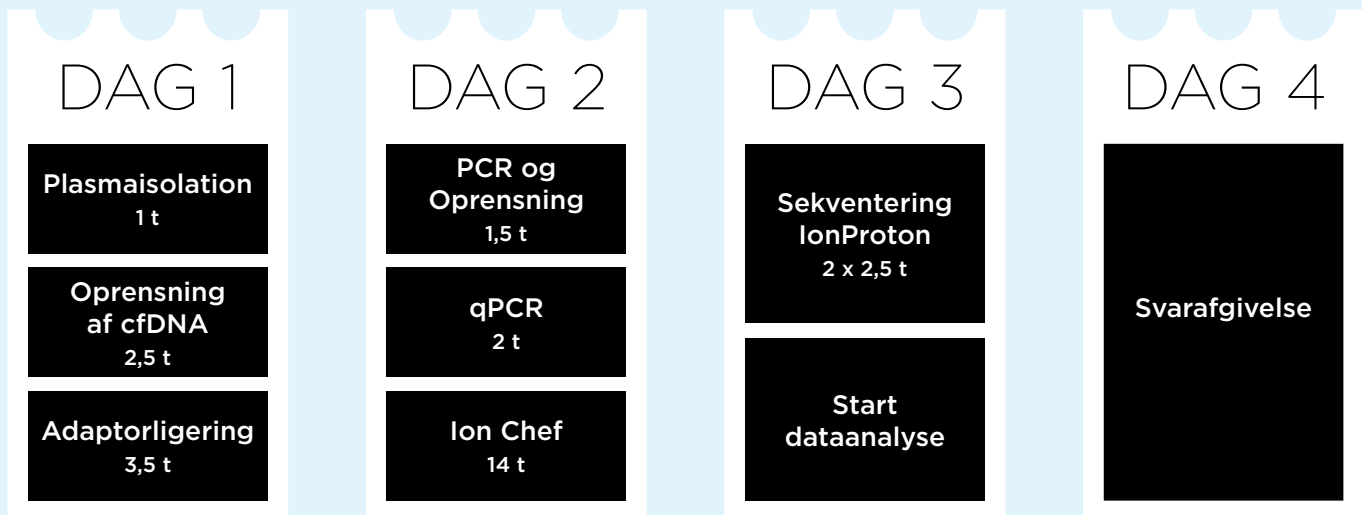 DAG 1
Plasmaisolation
1 t
Oprensning
af cfDNA
2,5 t
Adaptorligering
3,5 t
DAG 2
PCR og
Oprensning
1,5 t
qPCR
2 t
Ion Chef
14 t
DAG 3
Sekventering
IonProton
2 x 2,5 t
Start
dataanalyse
DAG 4
Svarafgivelse